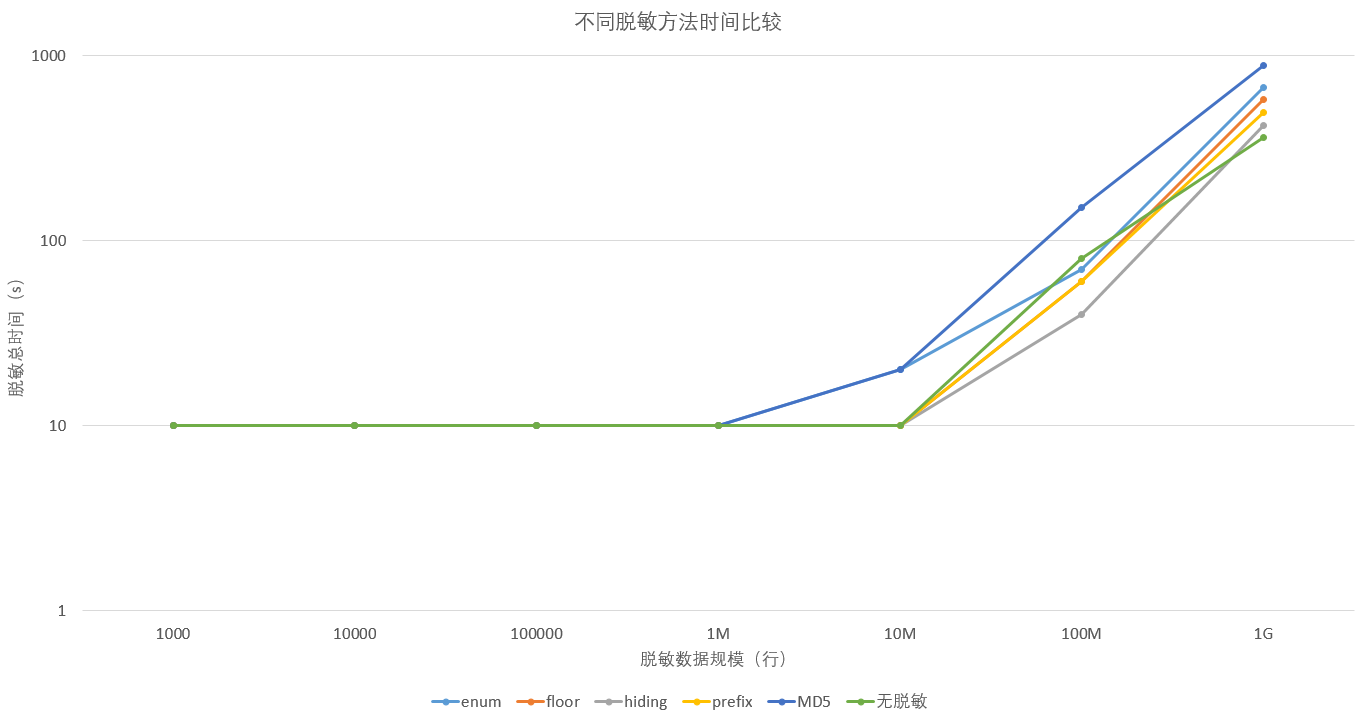 不同脱敏方法时间比较
1000
100
10
1
脱敏总时间（s）
1000 10000 100000 1M 10M 100M 1G
脱敏数据规模（行）
enum floor hiding prefix MD5 无脱敏